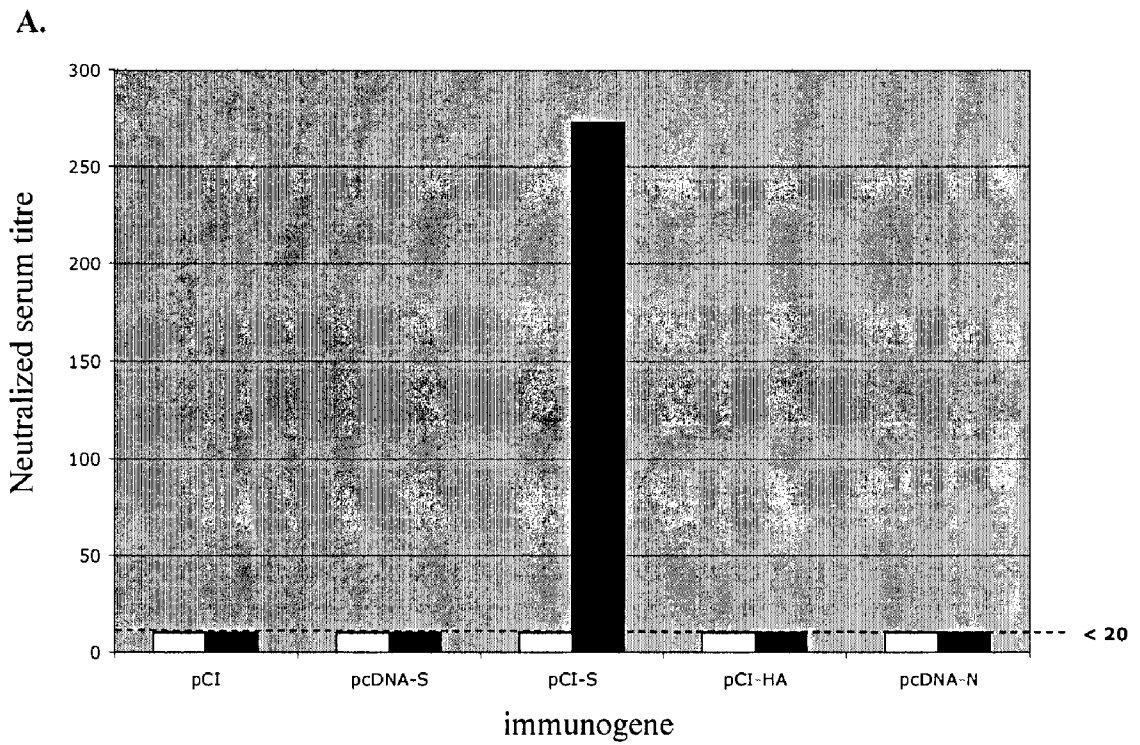 A.
300
250
200
150
100
50
0
Neutralized serum titre
< 20
pCI pcDNA-S pCI-S pCI-HA pcDNA-N
immunogene